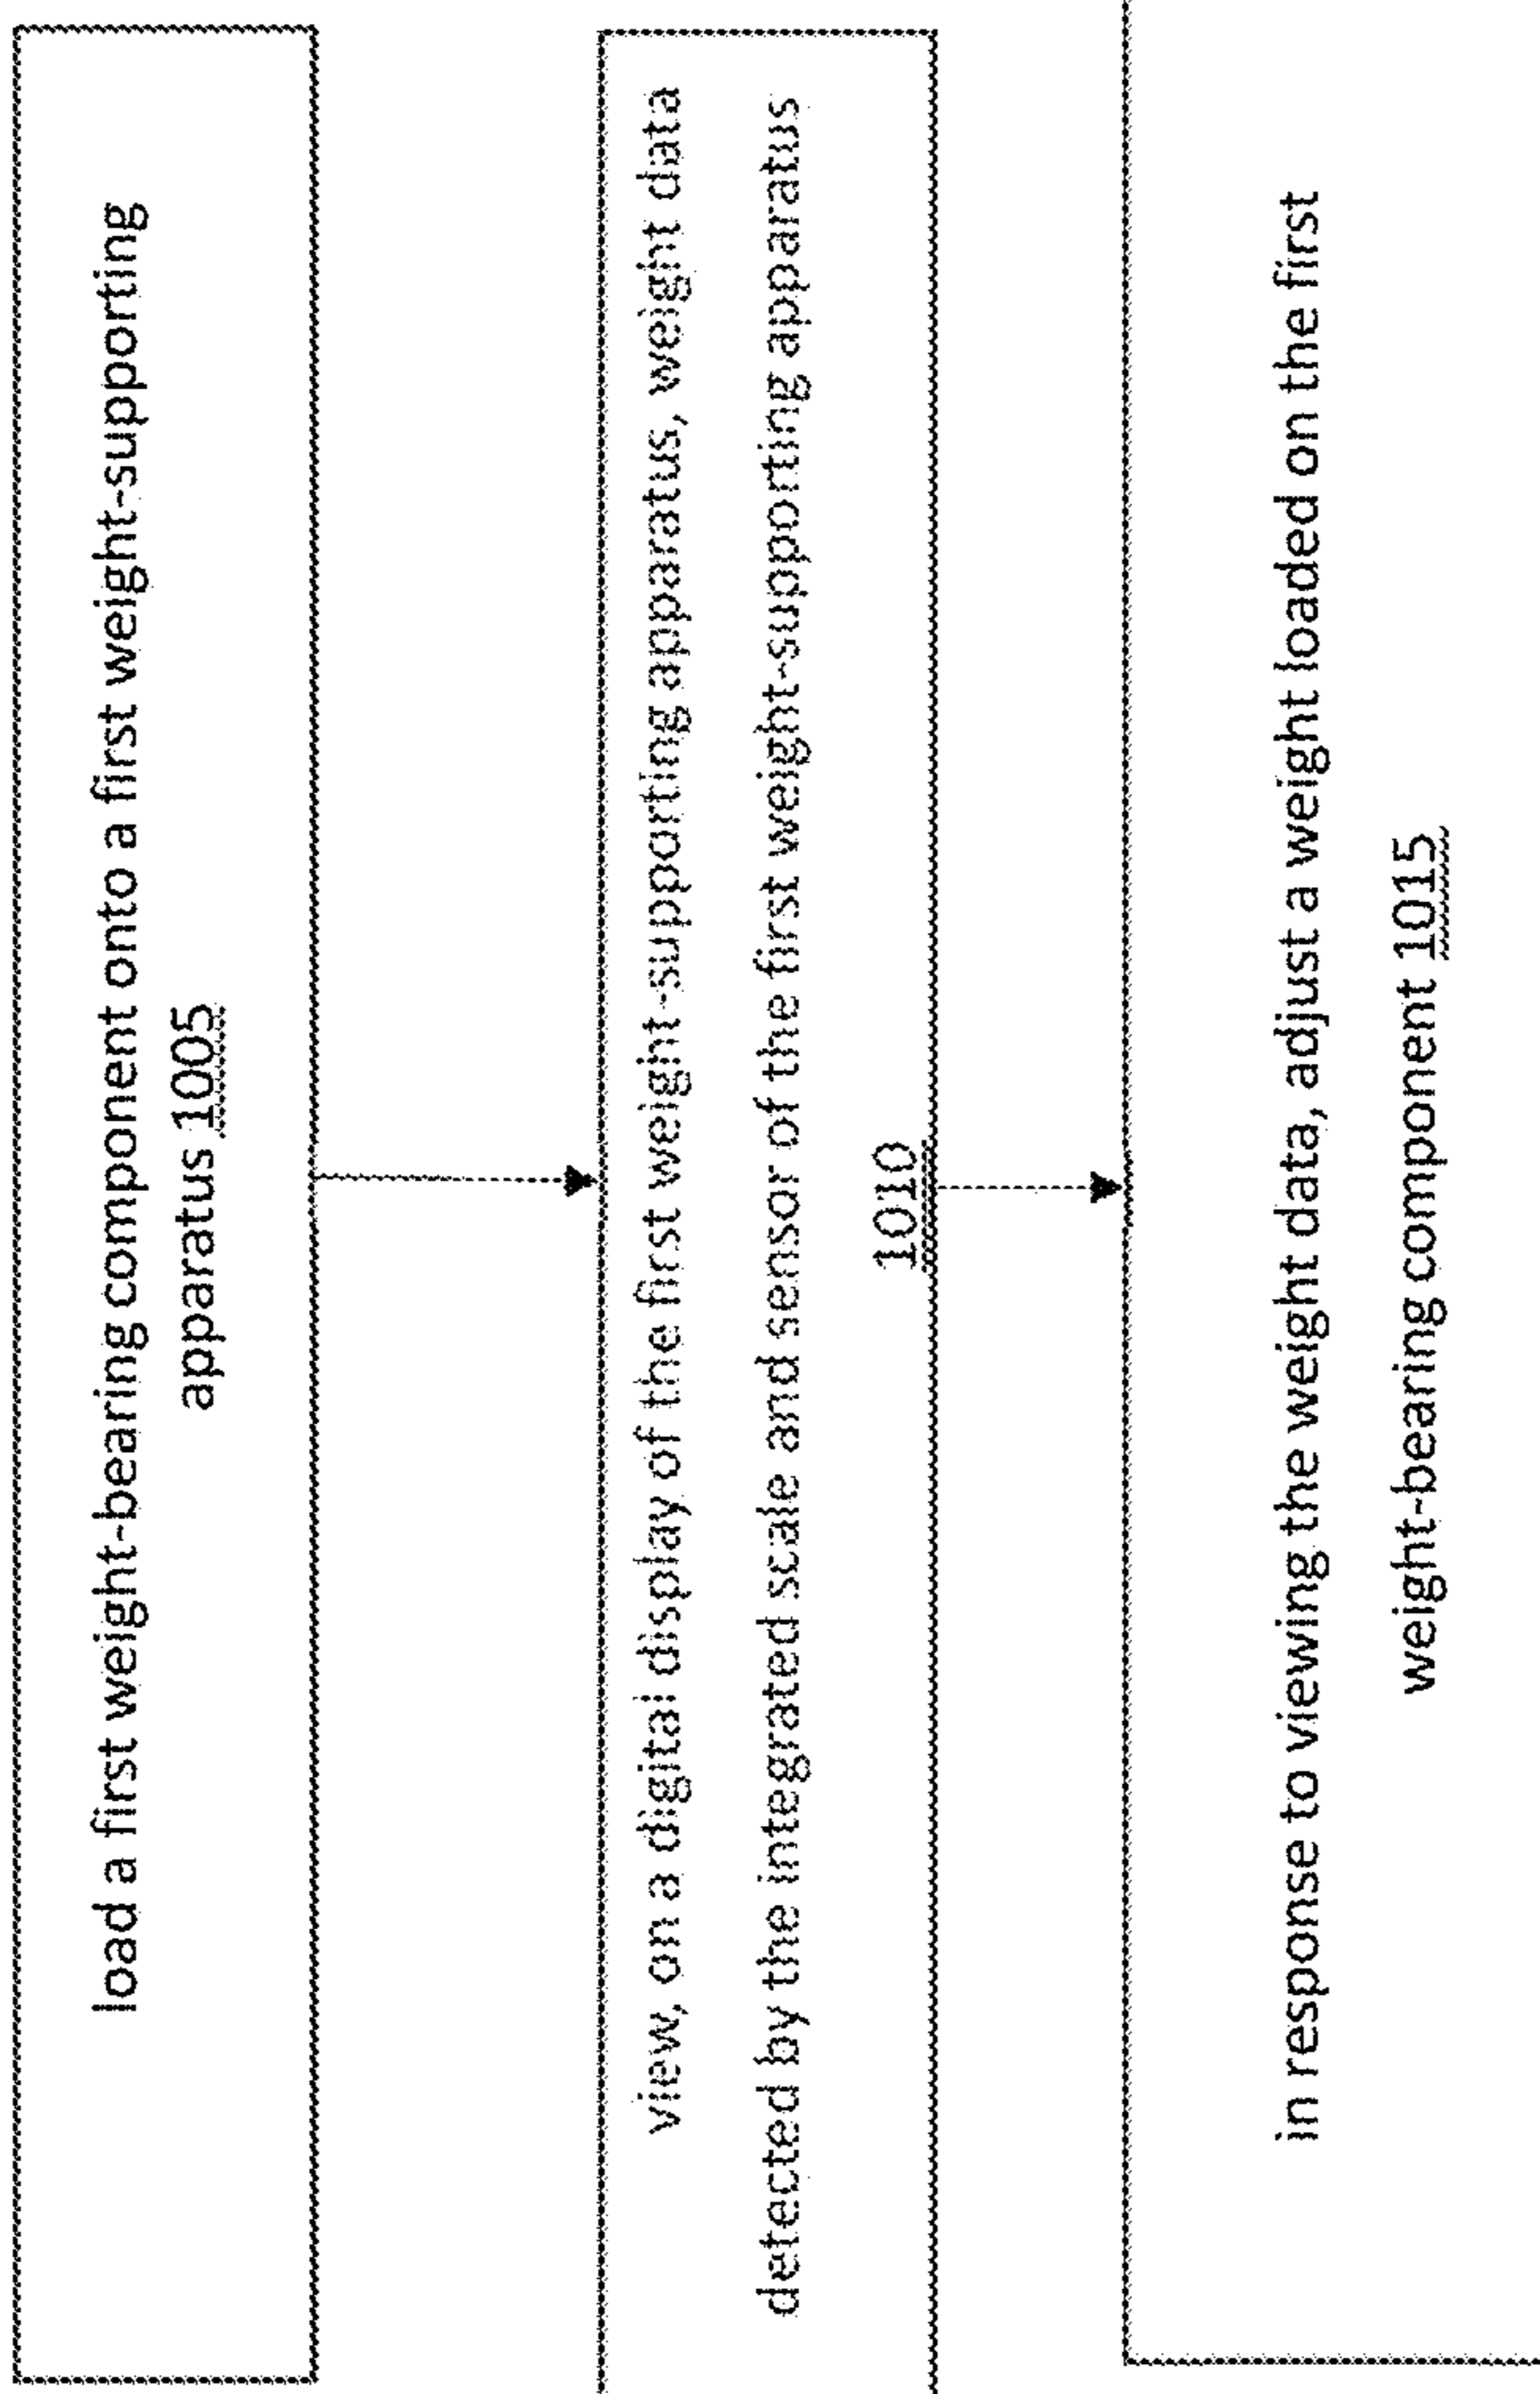 load a first weight-bearing component onto a first weight-supporting
apparatus 1005
view, on a digital display of the first weight-supporting apparatus, weight data
detected by the integrated scale and sensor of the first weight-supporting apparatus
1010
in response to viewing the weight data, adjust a weight loaded on the first
weight-bearing component 1015